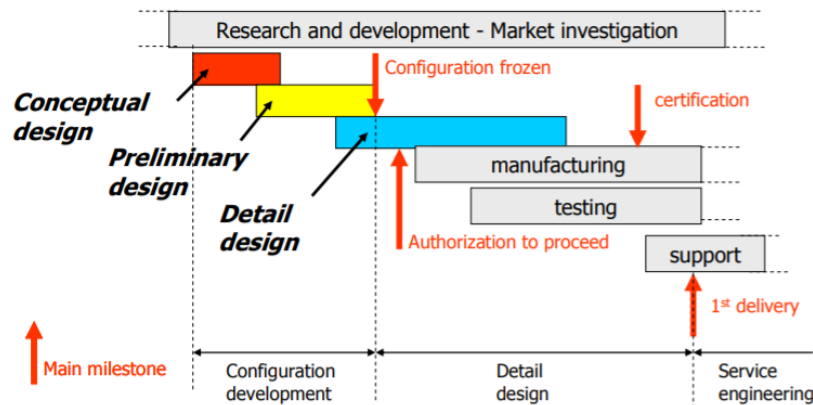 Research and development - Market investigation
Configuration frozen
Conceptual
design
certification
Preliminary
design
manufacturing
testing
Detail
design
Authorization to proceed
support
1st delivery
Main milestone
Configuration
development
Detail
design
Service
engineering